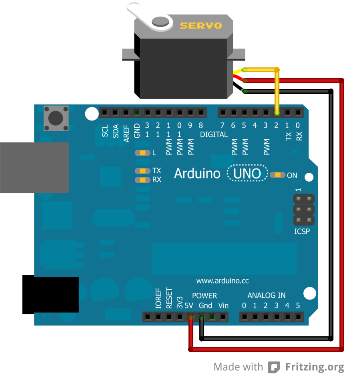 SERVO
SCL
SDA
AREF
GND
13
12
PWM 11
PWM 10
PWM 9
8
DIGITAL
7
PWM 6
PWM 5
4
PWM 3
2
TX 1
RX 0
L
TX
RX
Arduino UNO
ON
1
ICSP
www.arduino.cc
POWER
ANALOG IN
IOREF
RESET
3V3
5V
Gnd
Vin
0 1 2 3 4 5
Made with Fritzing.org